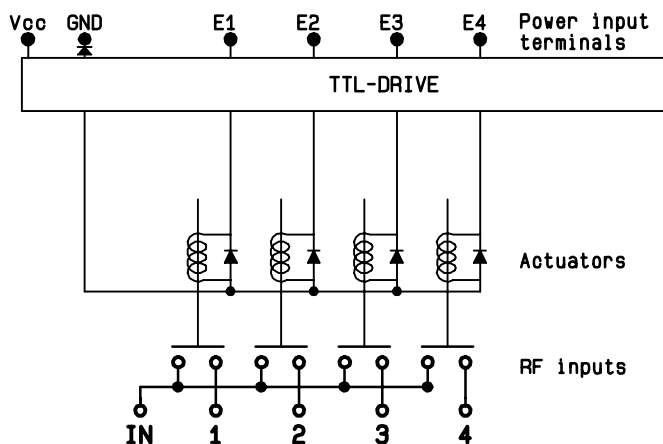 Vcc GND E1 E2 E3 E4 Power input
terminals
TTL-DRIVE
Actuators
RF inputs
IN 1 2 3 4